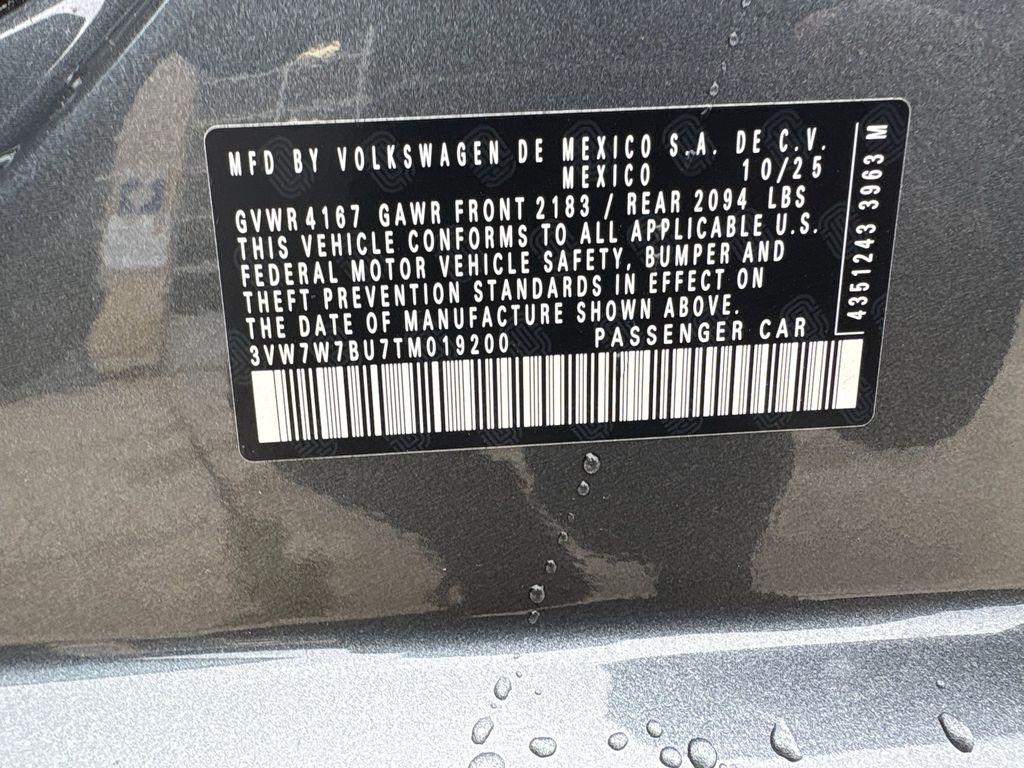 MFD BY VOLKSWAGEN DE MEXICO S.A. DE C.V.
MEXICO 10/25
GVWR 4167 GAWR FRONT 2183 / REAR 2094 LBS
THIS VEHICLE CONFORMS TO ALL APPLICABLE U.S.
FEDERAL MOTOR VEHICLE SAFETY, BUMPER AND
THEFT PREVENTION STANDARDS IN EFFECT ON
THE DATE OF MANUFACTURE SHOWN ABOVE.
3VW7W7BU7TM019200 PASSENGER CAR
4351243 3963 M